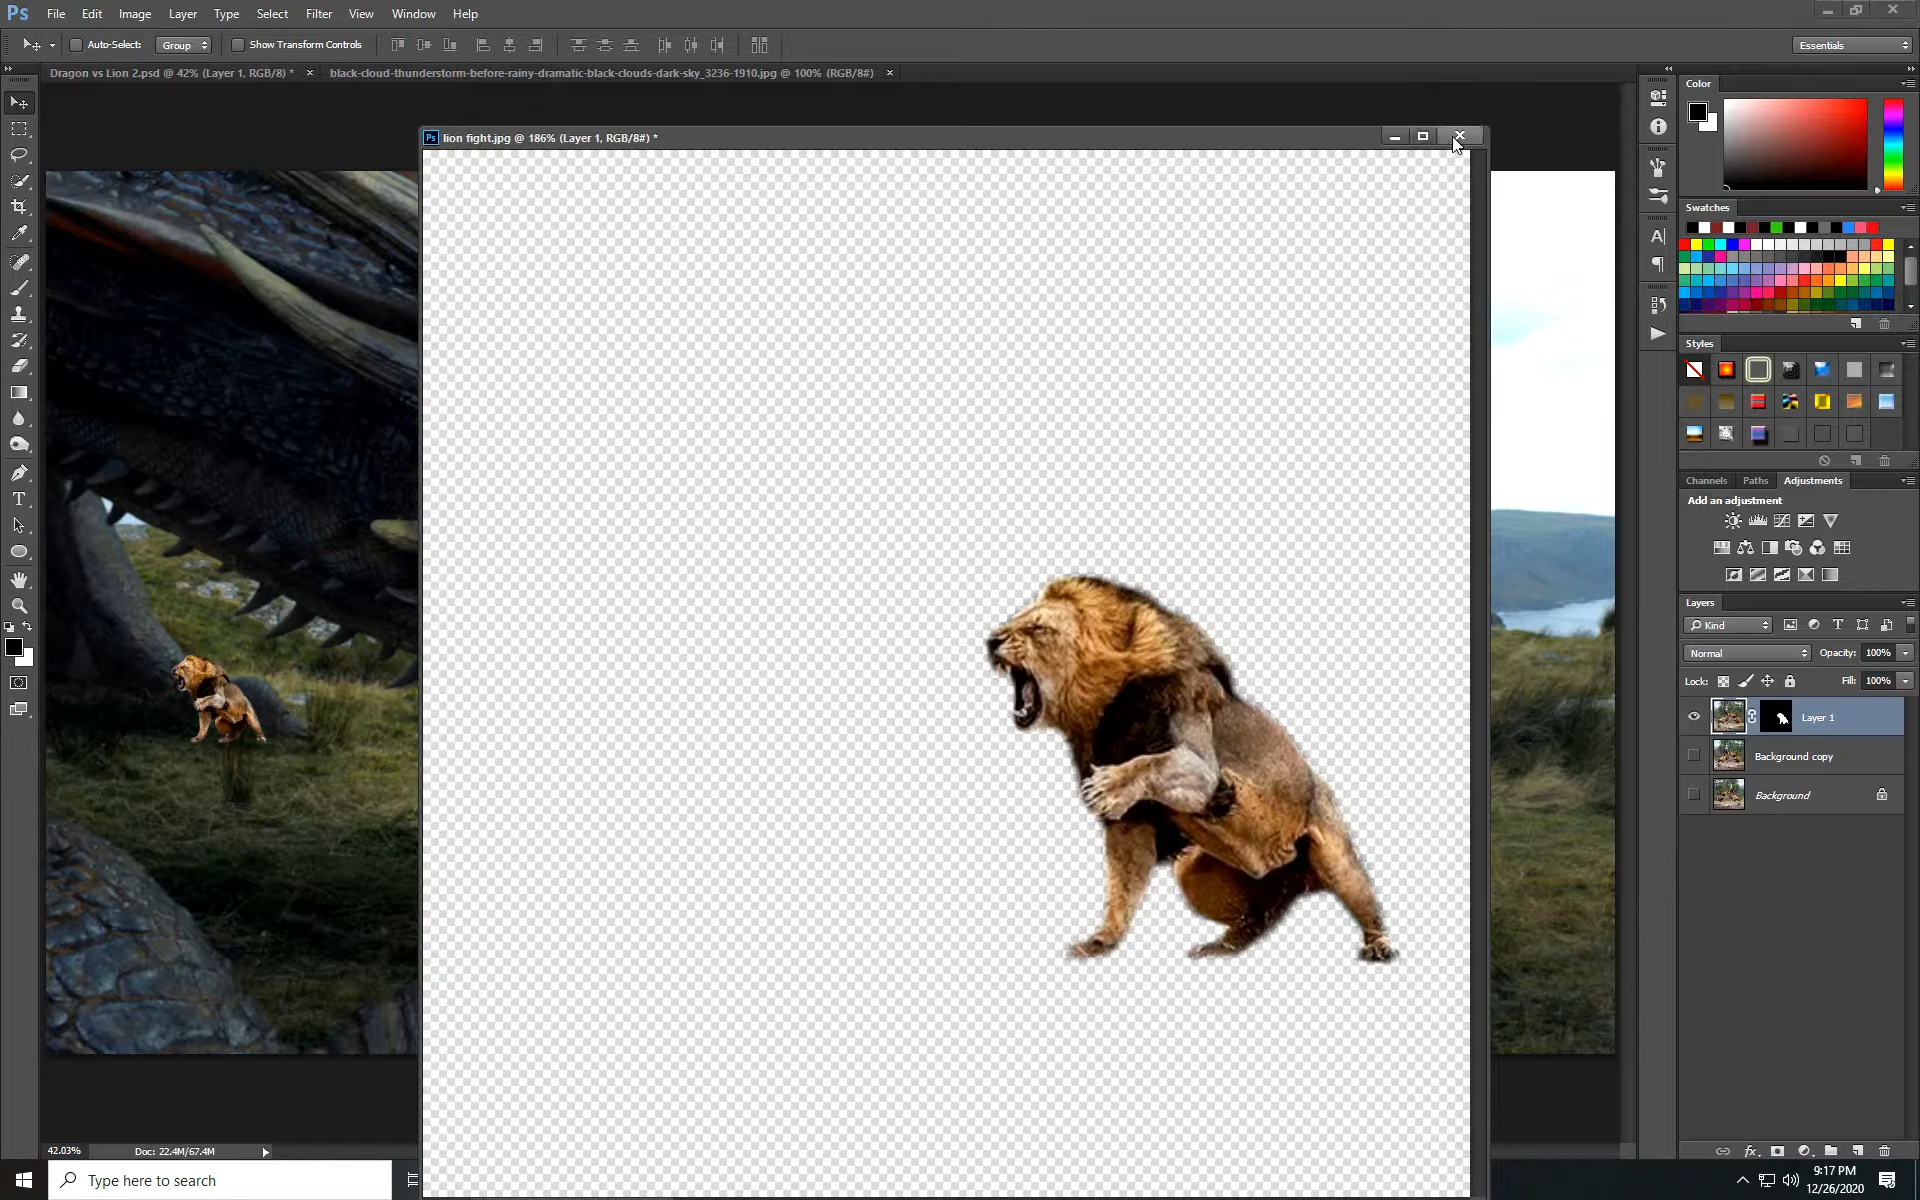 Ps File Edit Image Layer Type Select Filter View Window Help
Auto-Select: Group Show Transform Controls Essentials
Dragon vs Lion 2.psd @ 42% (Layer 1, RGB/8) * × black-cloud-thunderstorm-before-rainy-dramatic-black-clouds-dark-sky_3236-1910.jpg @ 100% (RGB/8#) ×
Ps lion fight.jpg @ 186% (Layer 1, RGB/8#) *
Color
Swatches
Styles
Channels Paths Adjustments
Add an adjustment
Layers
Kind
Normal Opacity: 100%
Lock: Fill: 100%
Layer 1
Background copy
Background
42.03% Doc: 22.4M/67.4M
Type here to search
9:17 PM
12/26/2020